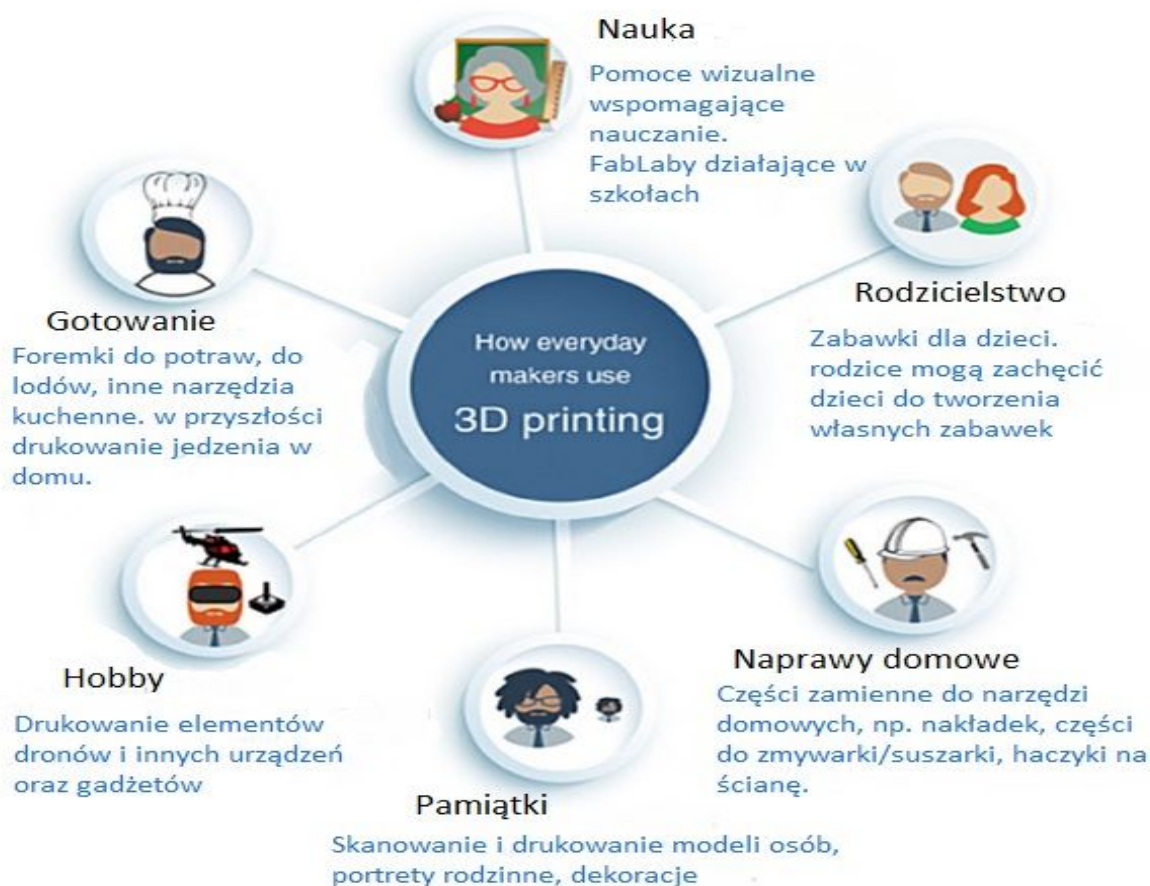 Nauka
Pomoce wizualne
wspomagające
nauczanie.
FabLaby działające w
szkołach
Rodzicielstwo
Zabawki dla dzieci.
rodzice mogą zachęcić
dzieci do tworzenia
własnych zabawek
Gotowanie
Foremki do potraw, do
lodów, inne narzędzia
kuchenne. w przyszłości
drukowanie jedzenia w
domu.
How everyday
makers use
3D printing
Hobby
Drukowanie elementów
dronów i innych urządzeń
oraz gadżetów
Naprawy domowe
Części zamienne do narzędzi
domowych, np. nakładek, części
do zmywarki/suszarki, haczyki na
ścianę.
Pamiątki
Skanowanie i drukowanie modeli osób,
portrety rodzinne, dekoracje